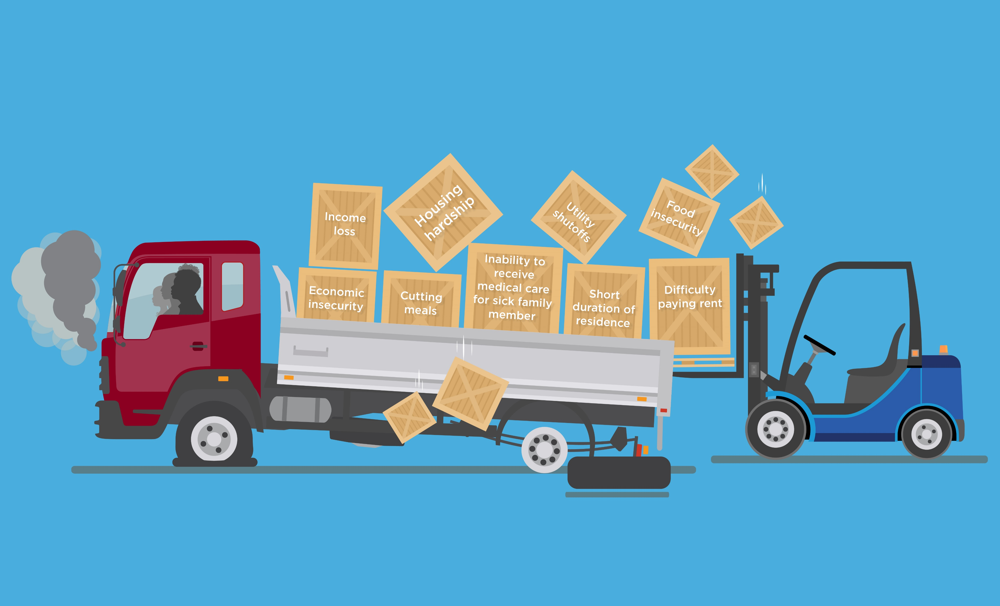 Income
loss
Housing
hardship
Utility
shutoffs
Food
insecurity
Economic
insecurity
Cutting
meals
Inability to
receive
medical care
for sick family
member
Short
duration of
residence
Difficulty
paying rent